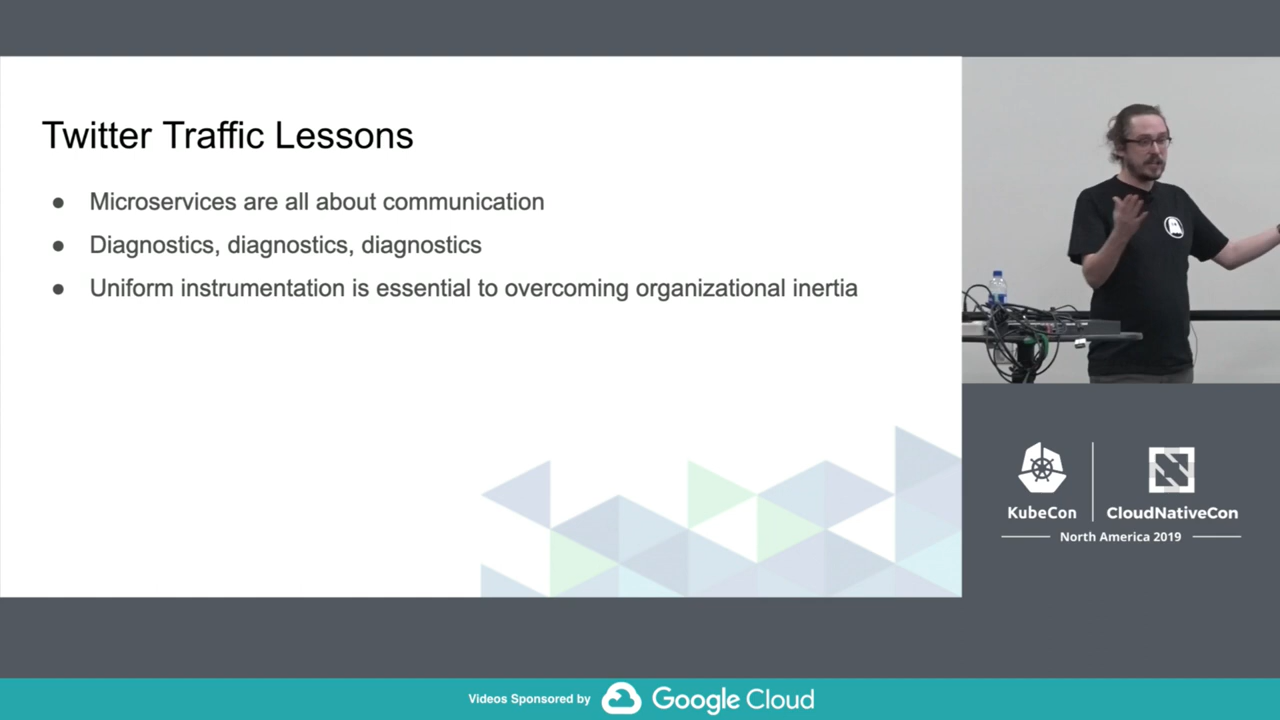 Twitter Traffic Lessons
● Microservices are all about communication
● Diagnostics, diagnostics, diagnostics
● Uniform instrumentation is essential to overcoming organizational inertia
KubeCon
CloudNativeCon
North America 2019
Videos Sponsored by
Google Cloud